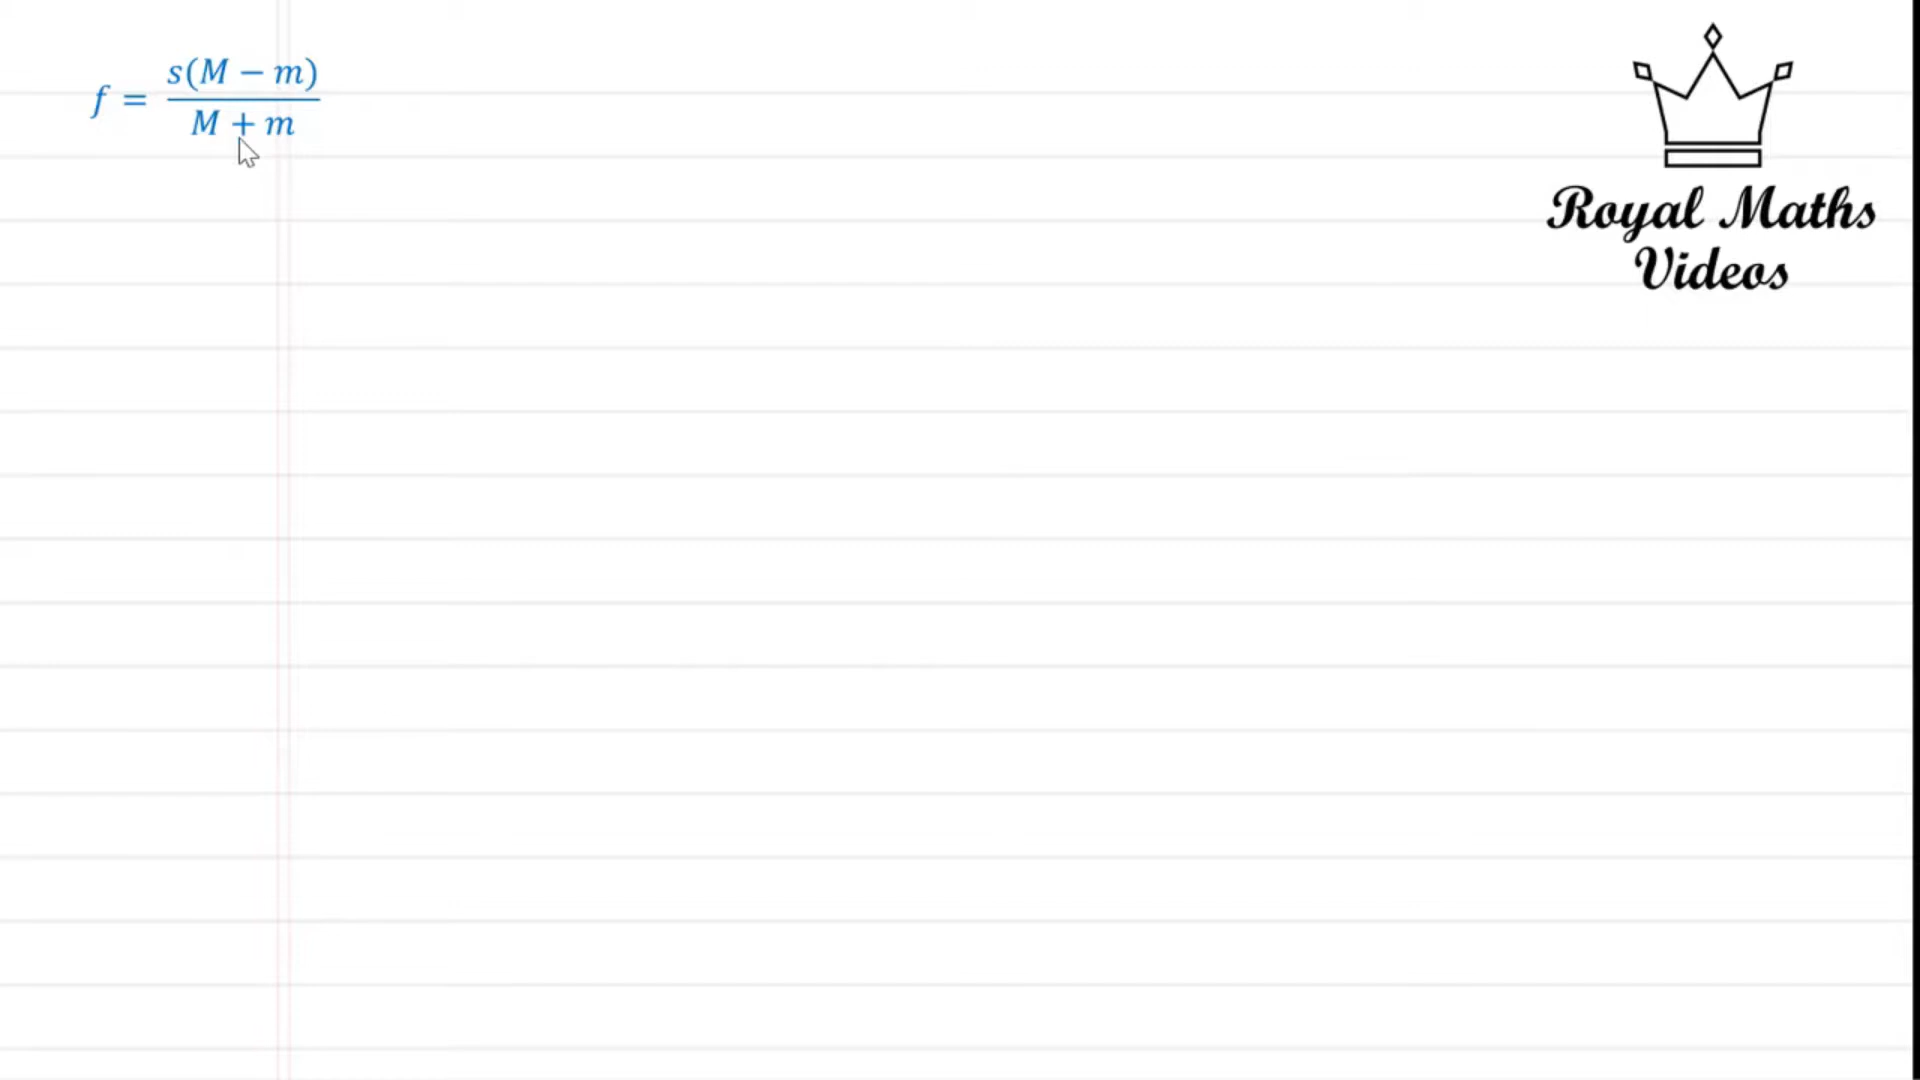 f = s(M − m) / M + m
Royal Maths
Videos